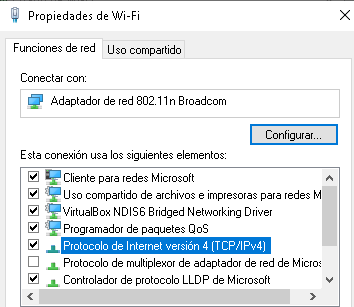 Propiedades de Wi-Fi
Funciones de red
Uso compartido
Conectar con:
Adaptador de red 802.11n Broadcom
Configurar...
Esta conexión usa los siguientes elementos:
Cliente para redes Microsoft
Uso compartido de archivos e impresoras para redes M
VirtualBox NDIS6 Bridged Networking Driver
Programador de paquetes QoS
Protocolo de Internet versión 4 (TCP/IPv4)
Protocolo de multiplexor de adaptador de red de Micros
Controlador de protocolo LLDP de Microsoft